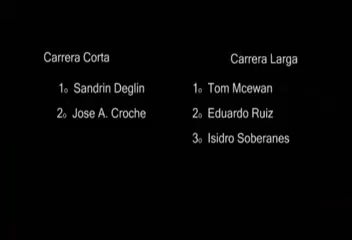 Carrera Corta
1o Sandrin Deglin
2o Jose A. Croche
Carrera Larga
1o Tom Mcewan
2o Eduardo Ruiz
3o Isidro Soberanes